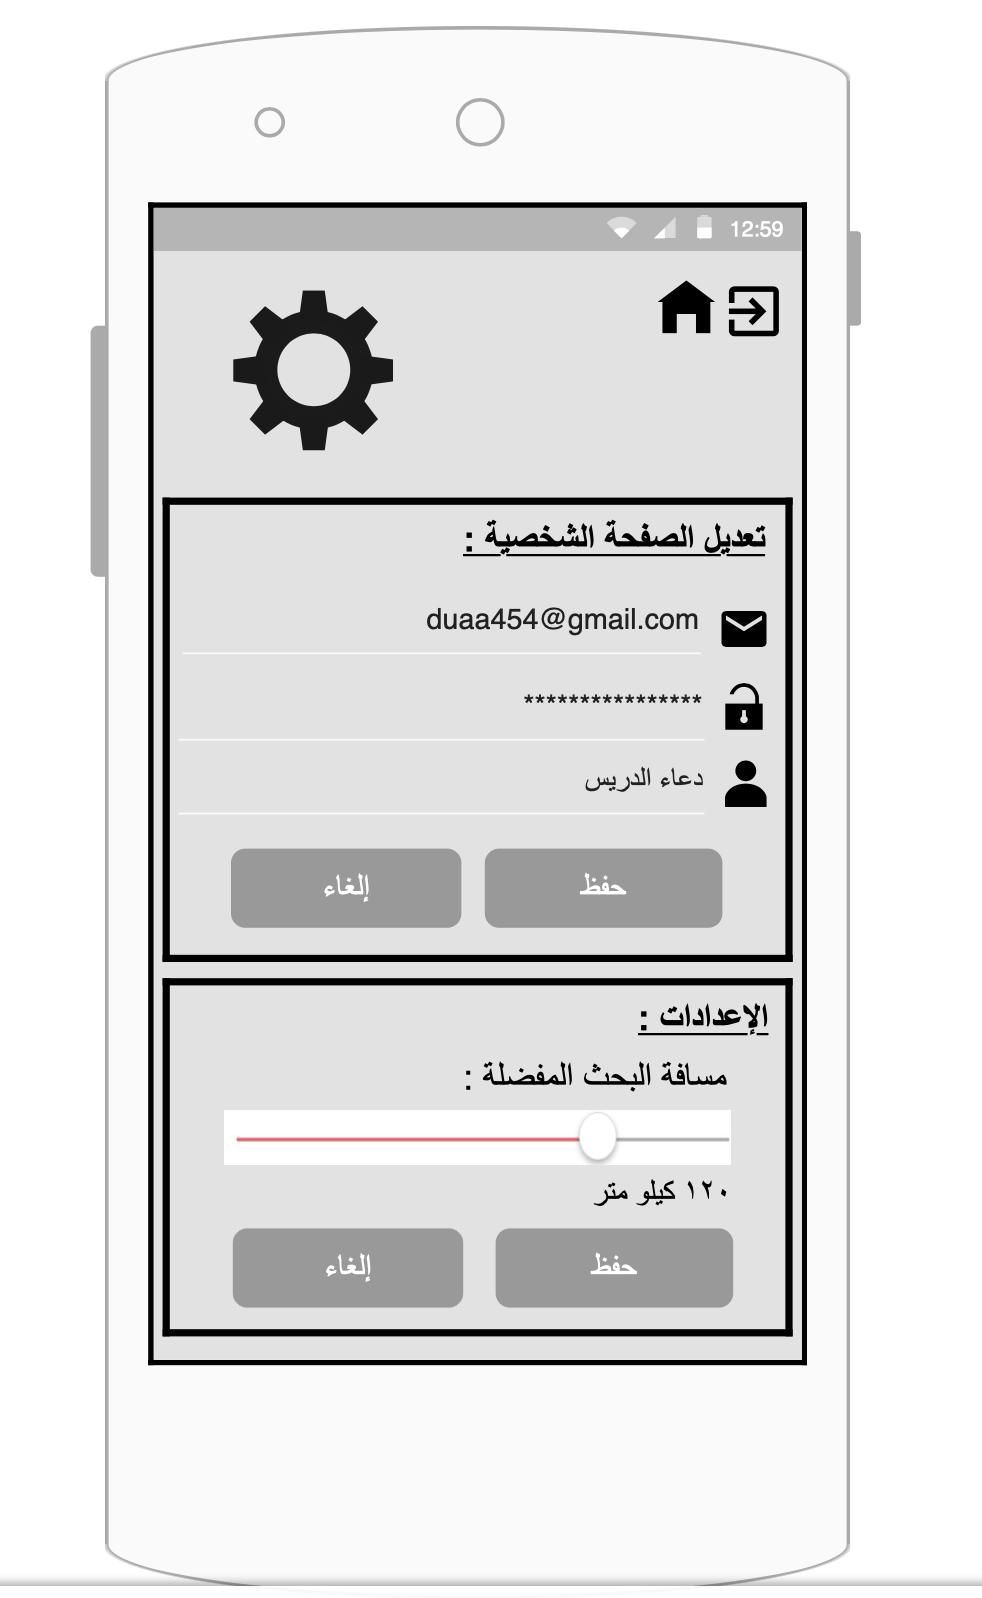 12:59
تعديل الصفحة الشخصية :
duaa454@gmail.com
****************
دعاء الدريس
حفظ إلغاء
الإعدادات :
مسافة البحث المفضلة :
١٢٠ كيلو متر
حفظ إلغاء